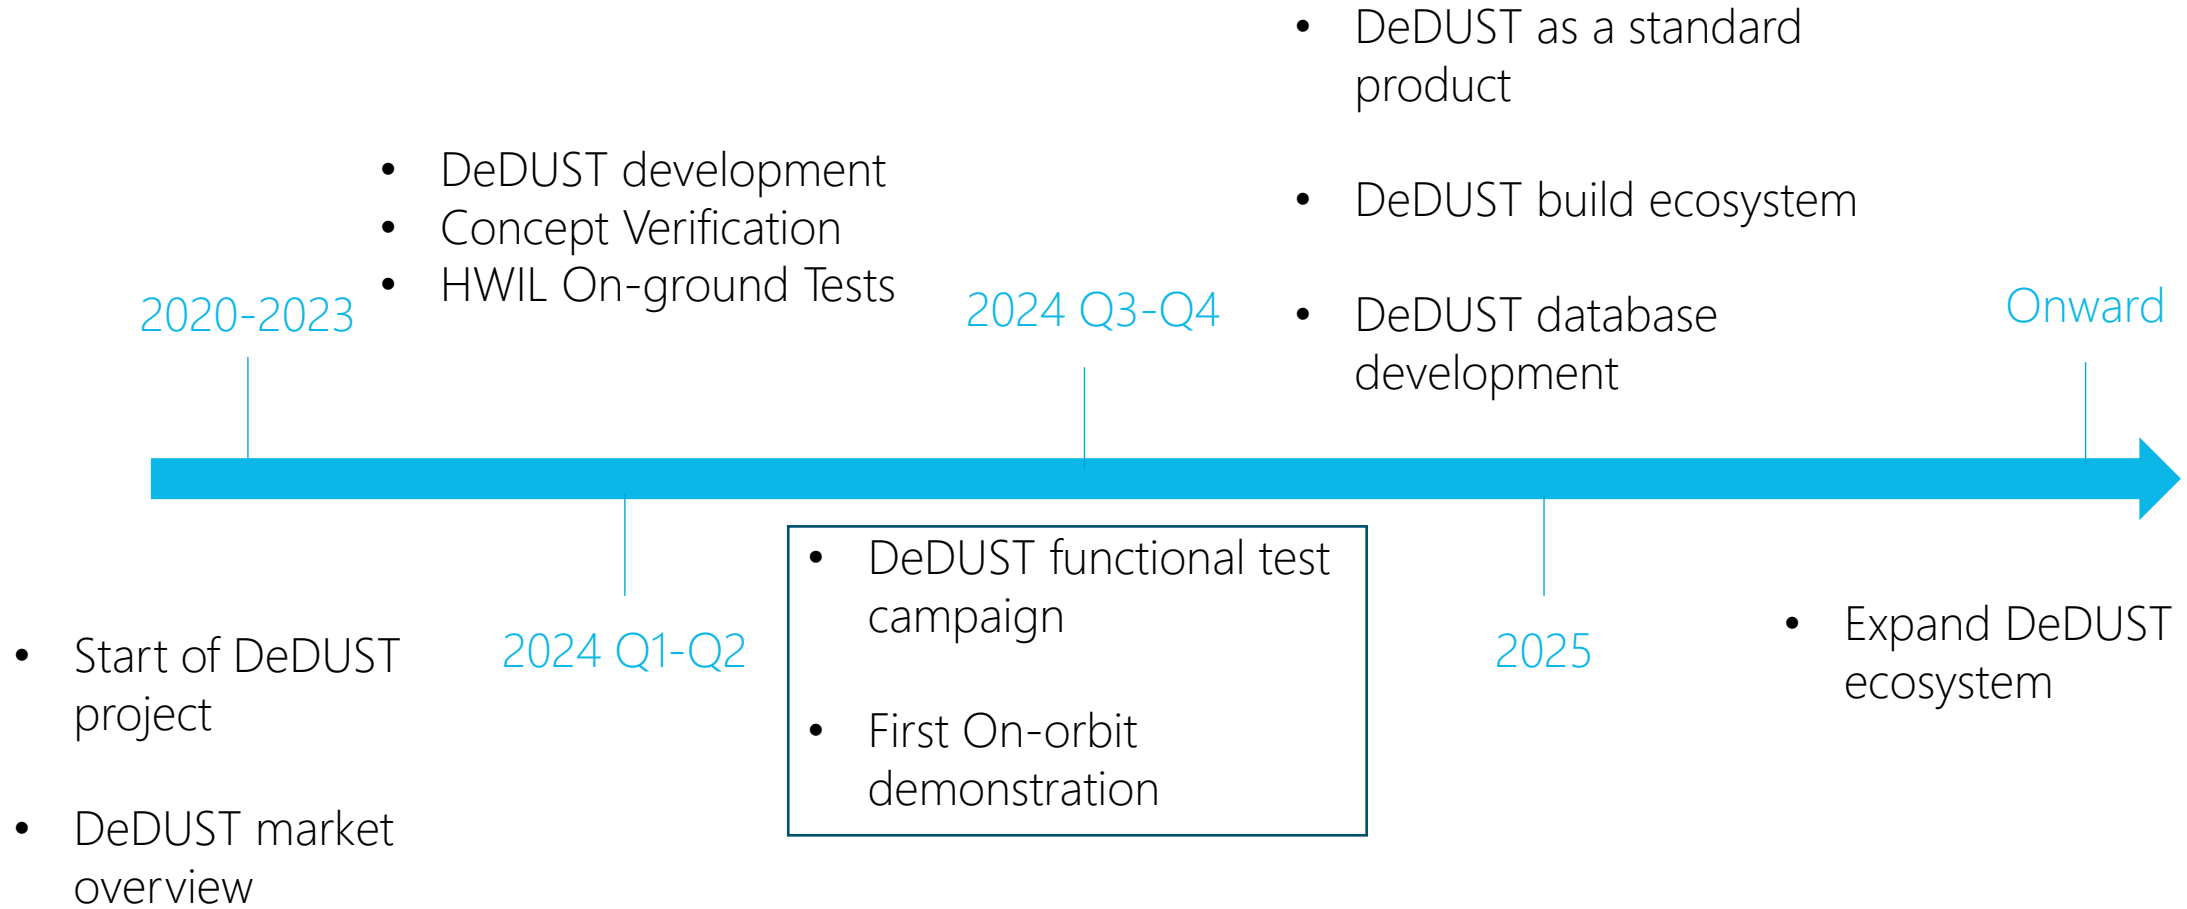 2020-2023
• Start of DeDUST
project
• DeDUST market
overview
• DeDUST development
• Concept Verification
• HWIL On-ground Tests
2024 Q1-Q2
2024 Q3-Q4
• DeDUST functional test
campaign
• First On-orbit
demonstration
• DeDUST as a standard
product
• DeDUST build ecosystem
• DeDUST database
development
2025
Onward
• Expand DeDUST
ecosystem